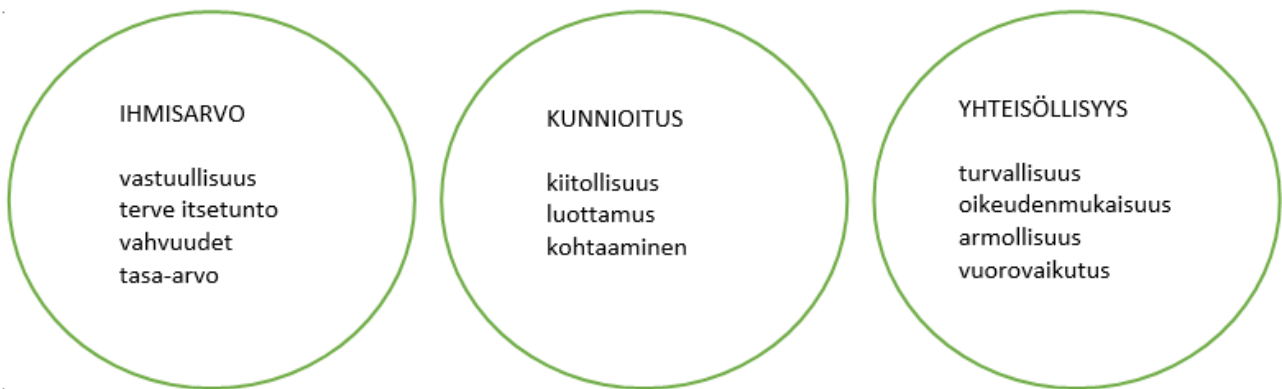 IHMISARVO
vastuullisuus
terve itsetunto
vahvuudet
tasa-arvo
KUNNIOITUS
kiitollisuus
luottamus
kohtaaminen
YHTEISÖLLISYYS
turvallisuus
oikeudenmukaisuus
armollisuus
vuorovaikutus